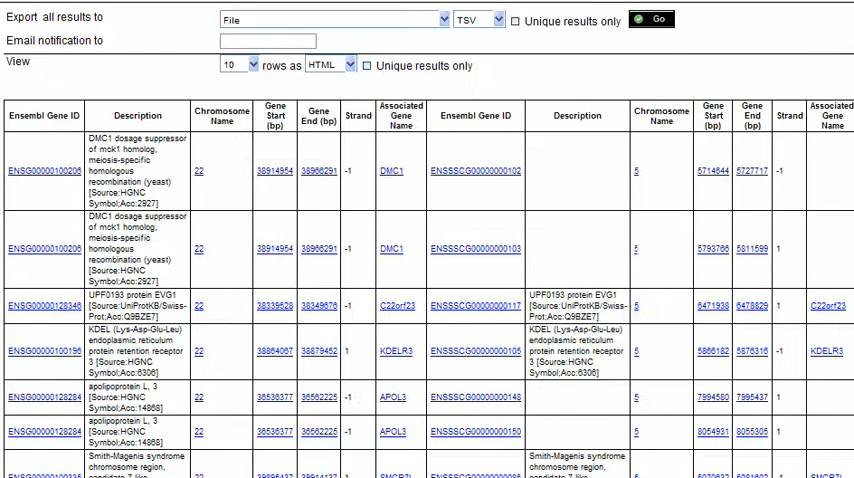 Export all results to File TSV Unique results only Go
Email notification to
View 10 rows as HTML Unique results only
Ensembl Gene ID Description Chromosome Name Gene Start (bp) Gene End (bp) Strand Associated Gene Name Ensembl Gene ID Description Chromosome Name Gene Start (bp) Gene End (bp) Strand Associated Gene Name
DMC1 dosage suppressor
of mck1 homolog,
meiosis-specific
ENSG00000100206 homologous 22 38914954 38966291 -1 DMC1 ENSSSCG00000000102 5 5714644 5727717 -1
recombination (yeast)
[Source:HGNC
Symbol;Acc:2927]
DMC1 dosage suppressor
of mck1 homolog,
meiosis-specific
ENSG00000100206 homologous 22 38914954 38966291 -1 DMC1 ENSSSCG00000000103 5 5793766 5811599 1
recombination (yeast)
[Source:HGNC
Symbol;Acc:2927]
UPF0193 protein EVG1 UPF0193 protein EVG1
ENSG00000128346 [Source:UniProtKB/Swiss- 22 38339528 38349676 -1 C22orf23 ENSSSCG00000000117 [Source:UniProtKB/Swiss- 5 6471938 6478829 1 C22orf23
Prot;Acc:Q9BZE7] Prot;Acc:Q9BZE7]
KDEL (Lys-Asp-Glu-Leu) KDEL (Lys-Asp-Glu-Leu)
endoplasmic reticulum endoplasmic reticulum
ENSG00000100196 protein retention receptor 22 38864067 38879452 1 KDELR3 ENSSSCG00000000105 protein retention receptor 5 5866182 5876316 -1 KDELR3
3 [Source:HGNC 3 [Source:HGNC
Symbol;Acc:6306] Symbol;Acc:6306]
apolipoprotein L, 3
ENSG00000128284 [Source:HGNC 22 36536377 36562225 -1 APOL3 ENSSSCG00000000148 5 7994580 7995437 1
Symbol;Acc:14868]
apolipoprotein L, 3
ENSG00000128284 [Source:HGNC 22 36536377 36562225 -1 APOL3 ENSSSCG00000000150 5 8054931 8055305 1
Symbol;Acc:14868]
Smith-Magenis syndrome Smith-Magenis syndrome
chromosome region, chromosome region,